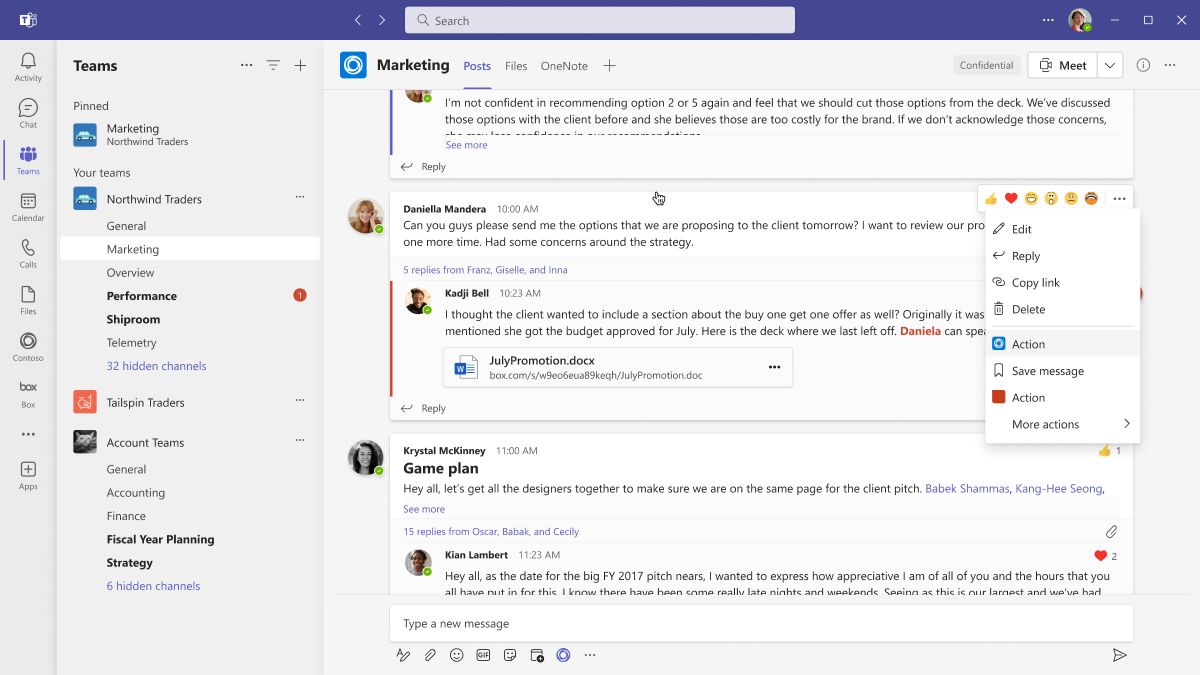 Search
Activity
Chat
Teams
Calendar
Calls
Files
Contoso
box
Box
Apps
Teams
Pinned
Marketing
Northwind Traders
Your teams
Northwind Traders
General
Marketing
Overview
Performance
1
Shiproom
Telemetry
32 hidden channels
Tailspin Traders
Account Teams
General
Accounting
Finance
Fiscal Year Planning
Strategy
6 hidden channels
Marketing
Posts
Files
OneNote
Confidential
Meet
I'm not confident in recommending option 2 or 5 again and feel that we should cut those options from the deck. We've discussed
those options with the client before and she believes those are too costly for the brand. If we don't acknowledge those concerns,
she may lose confidence in our recommendations.
See more
Reply
Daniella Mandera 10:00 AM
Can you guys please send me the options that we are proposing to the client tomorrow? I want to review our pro
one more time. Had some concerns around the strategy.
5 replies from Franz, Giselle, and Inna
Kadji Bell 10:23 AM
I thought the client wanted to include a section about the buy one get one offer as well? Originally it was
mentioned she got the budget approved for July. Here is the deck where we last left off. Daniela can spea
JulyPromotion.docx
box.com/s/w9eo6eua89keqh/JulyPromotion.doc
Reply
Edit
Reply
Copy link
Delete
Action
Save message
Action
More actions
Krystal McKinney 11:00 AM
1
Game plan
Hey all, let's get all the designers together to make sure we are on the same page for the client pitch. Babek Shammas, Kang-Hee Seong,
See more
15 replies from Oscar, Babak, and Cecily
Kian Lambert 11:23 AM
2
Hey all, as the date for the big FY 2017 pitch nears, I wanted to express how appreciative I am of all of you and the hours that you
all have put in for this. I know there have been some really late nights and weekends. Seeing as this is our largest and we've had
Type a new message
GIF